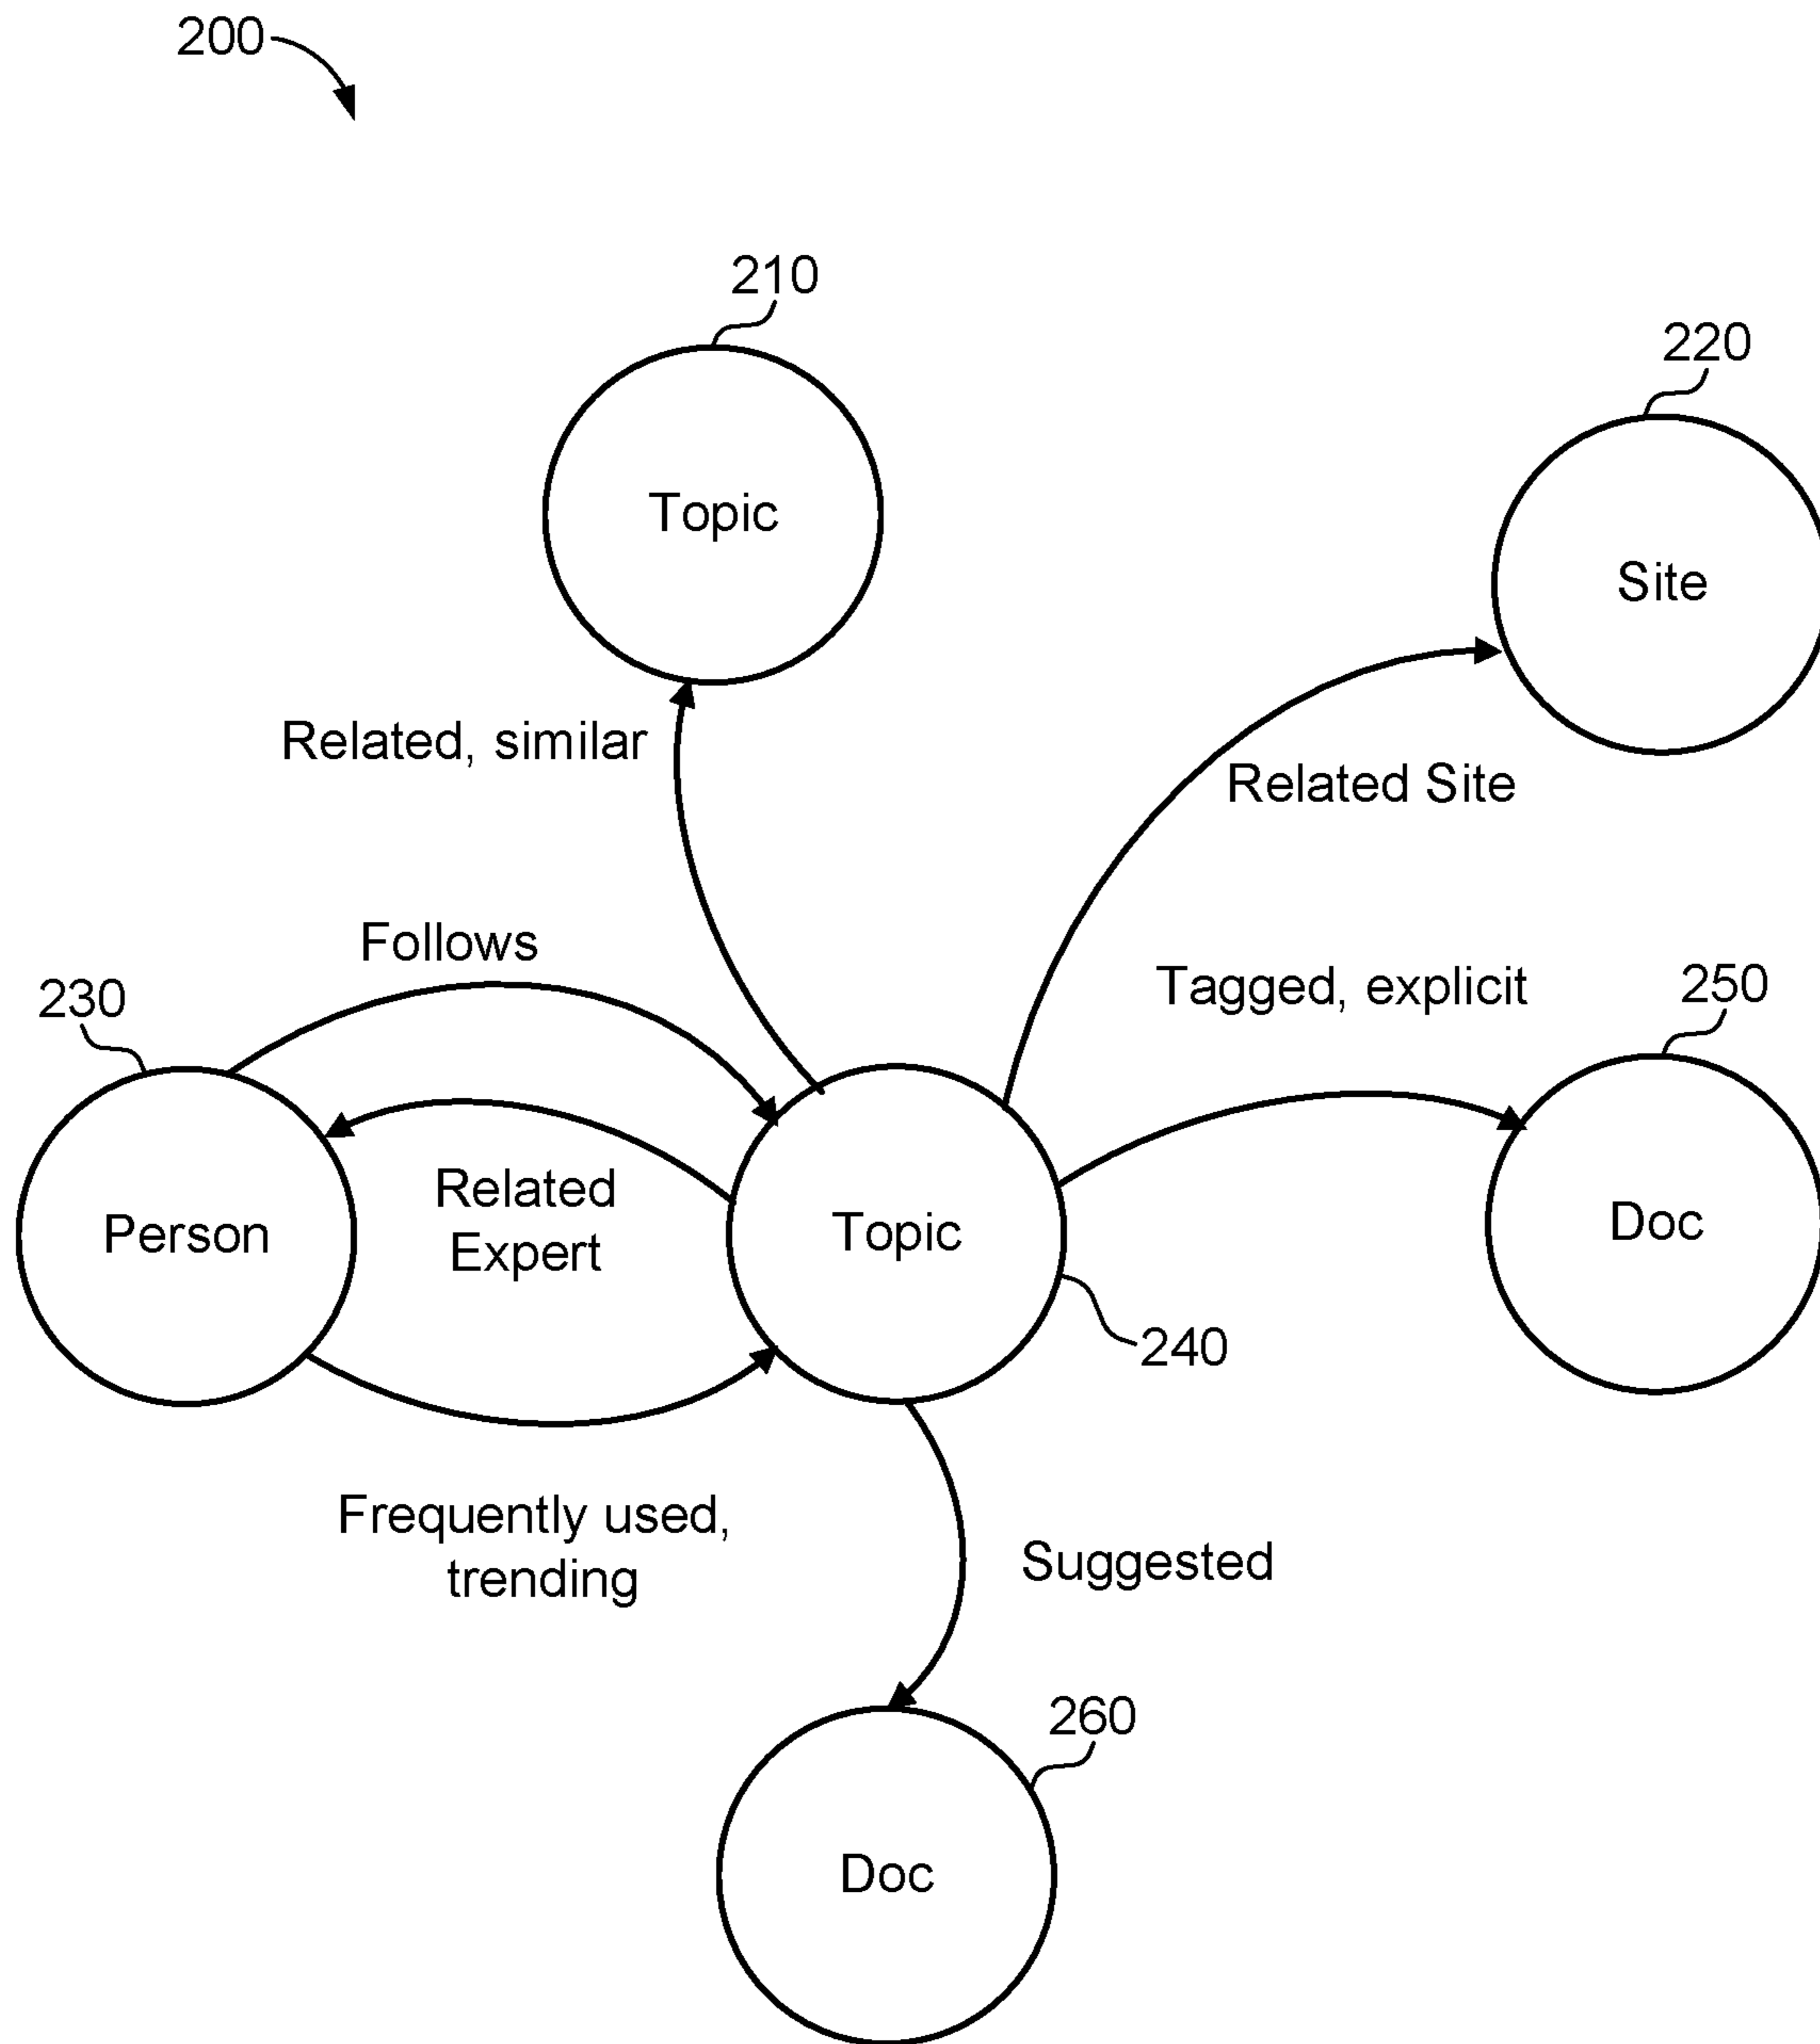 200
210
220
Topic
Site
Related, similar
Related Site
Follows
Tagged, explicit
250
230
Related
Expert
Person
Topic
Doc
240
Frequently used,
trending
Suggested
260
Doc